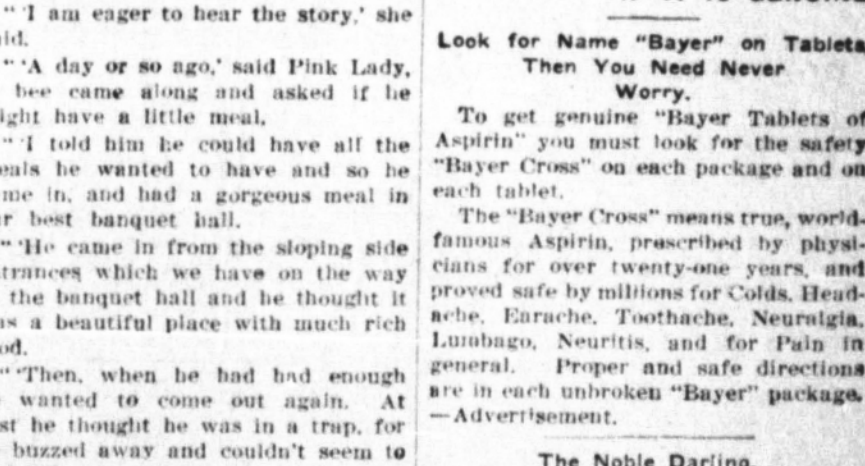 " 'I am eager to hear the story,' she
id.
" 'A day or so ago,' said Pink Lady,
bee came along and asked if he
ight have a little meal.
" 'I told him he could have all the
eals he wanted to have and so he
me in, and had a gorgeous meal in
r best banquet hall.
" 'He came in from the sloping side
trances which we have on the way
the banquet hall and he thought it
s a beautiful place with much rich
od.
" 'Then, when he had had enough
wanted to come out again. At
st he thought he was in a trap, for
buzzed away and couldn't seem to
Look for Name "Bayer" on Tablets
Then You Need Never
Worry.
To get genuine "Bayer Tablets of
Aspirin" you must look for the safety
"Bayer Cross" on each package and on
each tablet.
The "Bayer Cross" means true, world-
famous Aspirin, prescribed by physi-
cians for over twenty-one years, and
proved safe by millions for Colds, Head-
ache, Earache, Toothache, Neuralgia,
Lumbago, Neuritis, and for Pain in
general. Proper and safe directions
are in each unbroken "Bayer" package.
—Advertisement.
The Noble Darling.